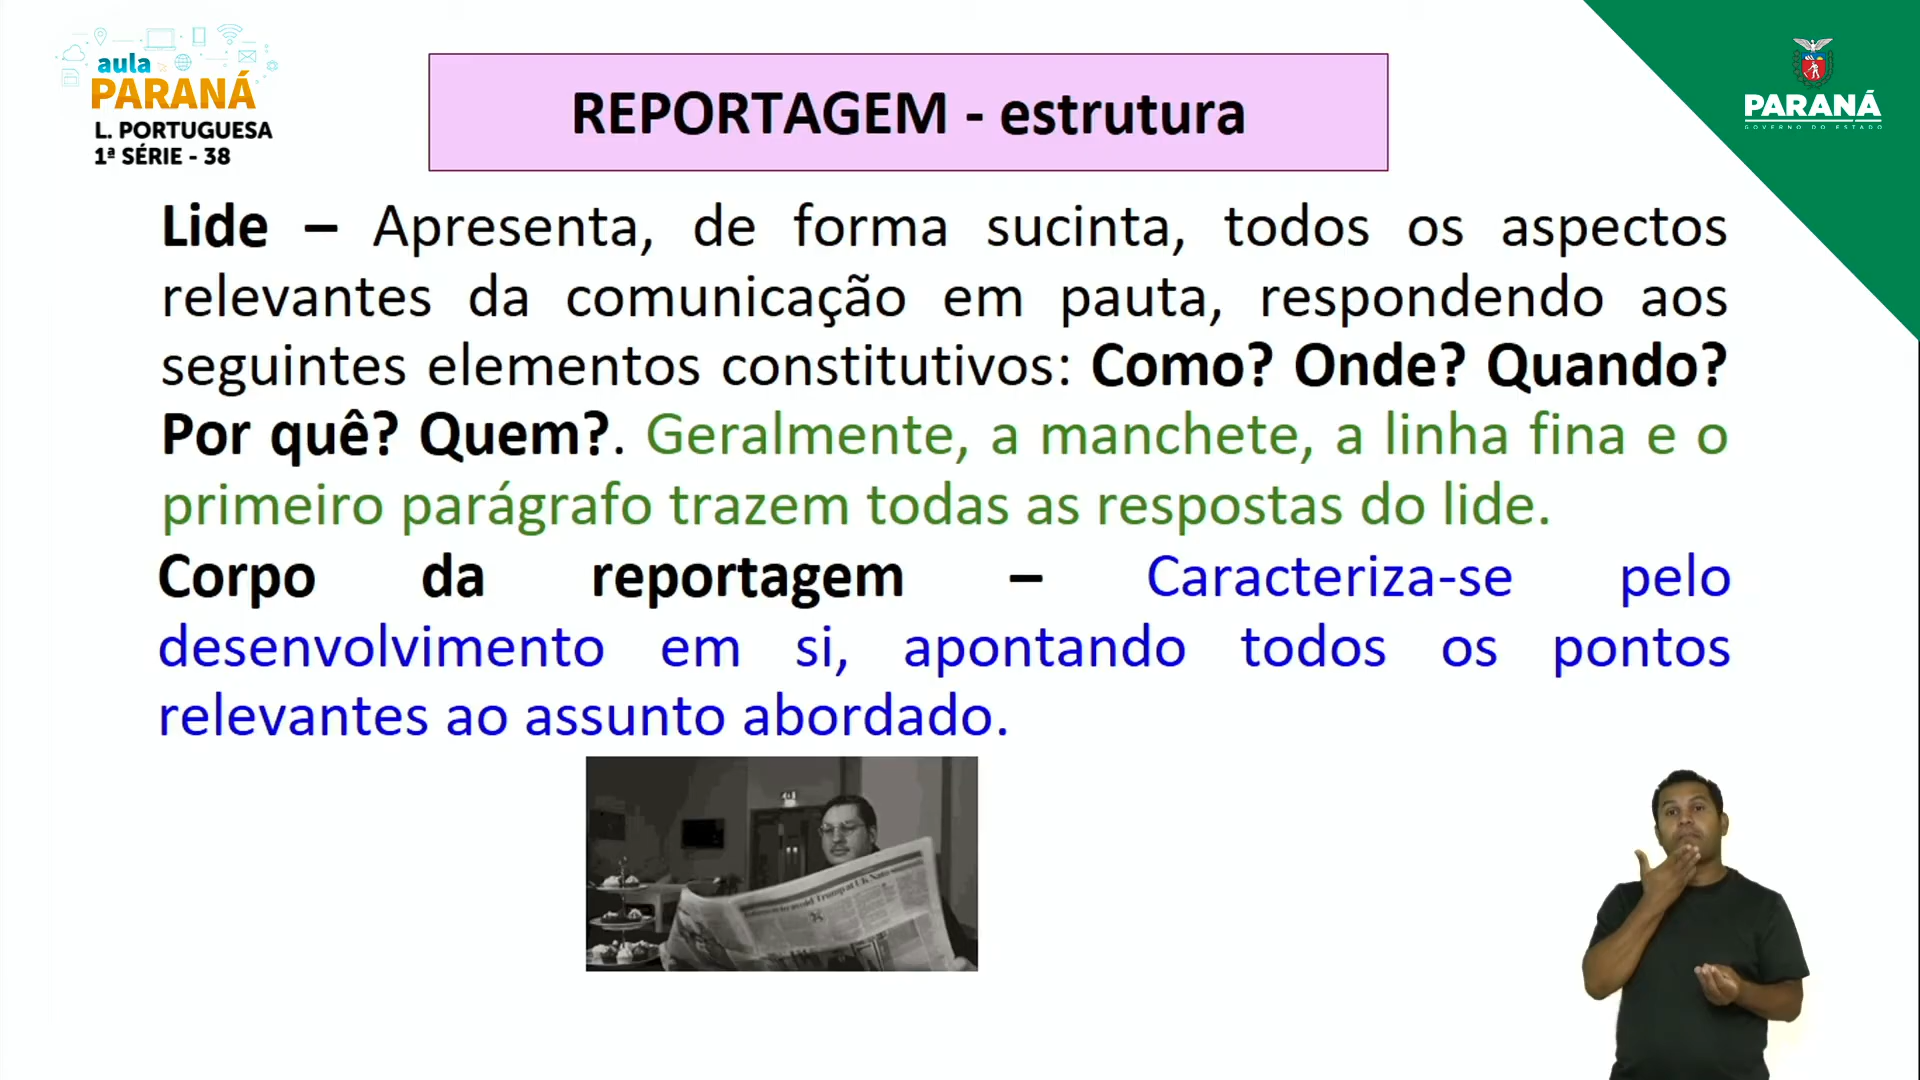 aula
PARANÁ
L. PORTUGUESA
1ª SÉRIE - 38
REPORTAGEM - estrutura
PARANÁ
GOVERNO DO ESTADO
Lide – Apresenta, de forma sucinta, todos os aspectos
relevantes da comunicação em pauta, respondendo aos
seguintes elementos constitutivos: Como? Onde? Quando?
Por quê? Quem?. Geralmente, a manchete, a linha fina e o
primeiro parágrafo trazem todas as respostas do lide.
Corpo da reportagem – Caracteriza-se pelo
desenvolvimento em si, apontando todos os pontos
relevantes ao assunto abordado.